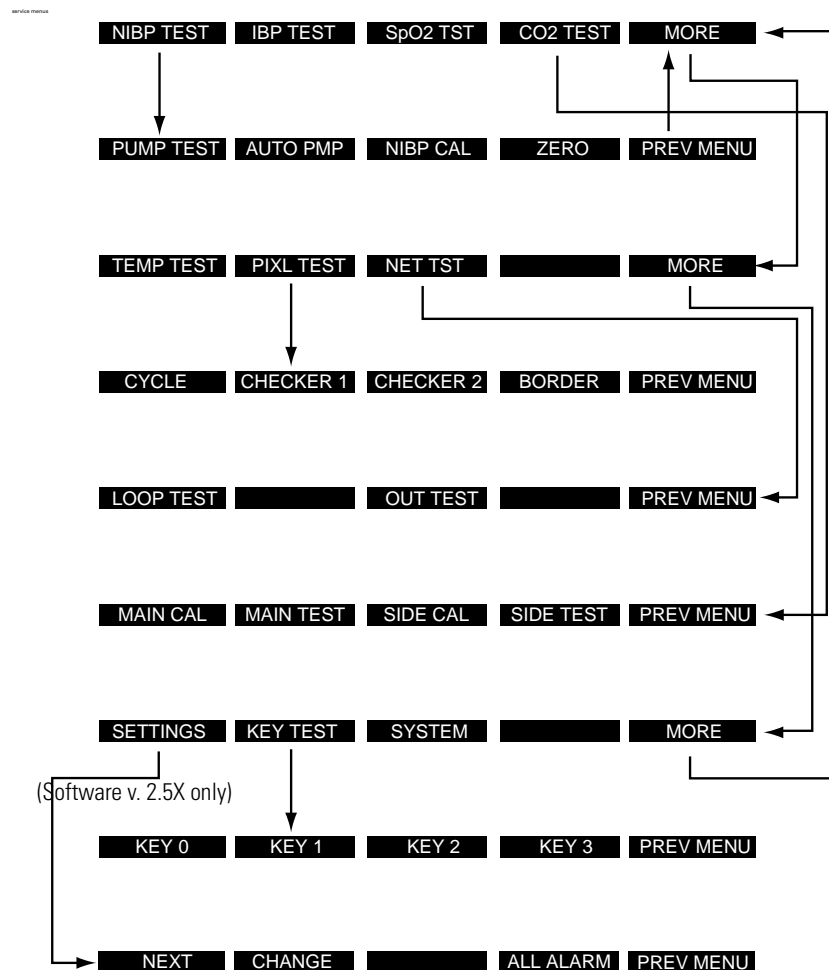 service menus
NIBP TEST IBP TEST SpO2 TST CO2 TEST MORE
PUMP TEST AUTO PMP NIBP CAL ZERO PREV MENU
TEMP TEST PIXL TEST NET TST MORE
CYCLE CHECKER 1 CHECKER 2 BORDER PREV MENU
LOOP TEST OUT TEST PREV MENU
MAIN CAL MAIN TEST SIDE CAL SIDE TEST PREV MENU
SETTINGS KEY TEST SYSTEM MORE
(Software v. 2.5X only)
KEY 0 KEY 1 KEY 2 KEY 3 PREV MENU
NEXT CHANGE ALL ALARM PREV MENU